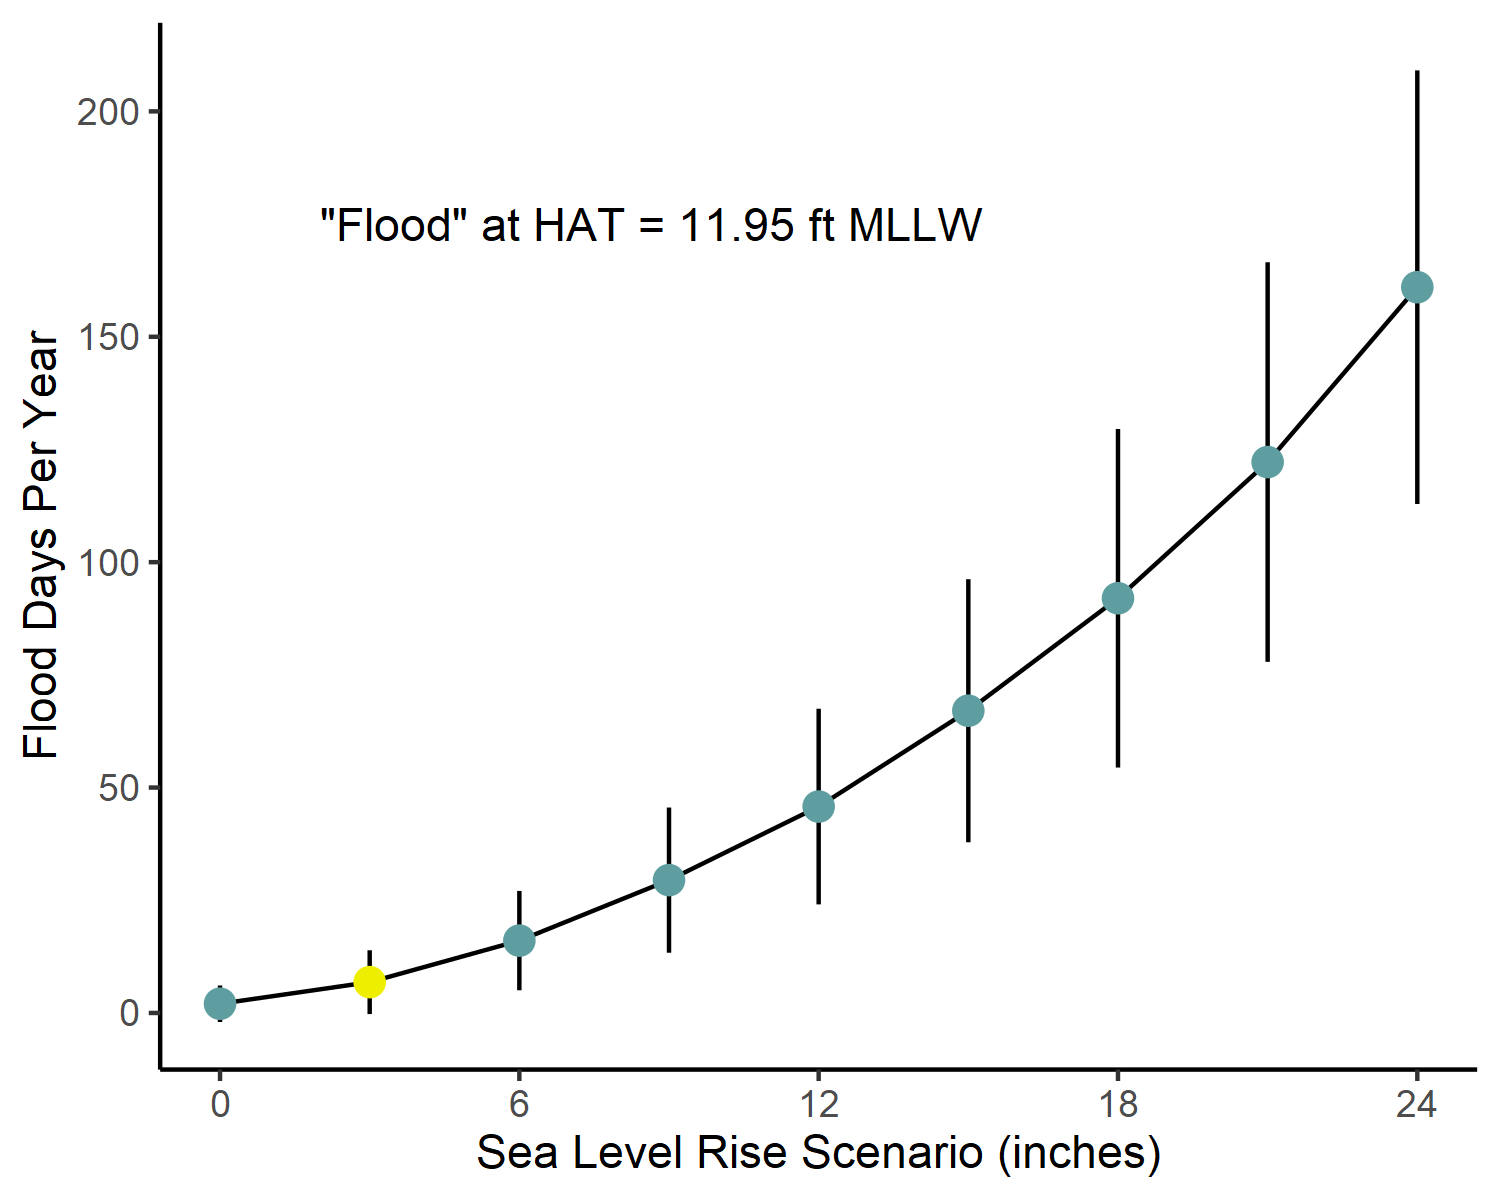 200
"Flood" at HAT = 11.95 ft MLLW
150
100
50
0
Flood Days Per Year
0 6 12 18 24
Sea Level Rise Scenario (inches)